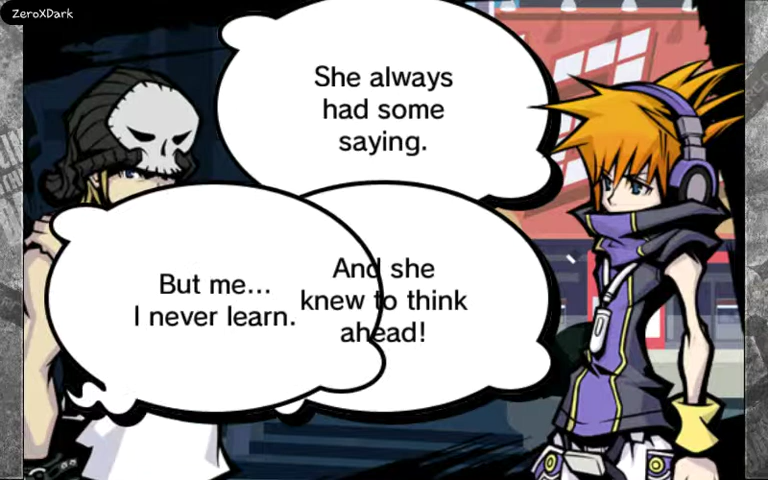 ZeroXDark
She always
had some
saying.
And she
knew to think
ahead!
But me...
I never learn.